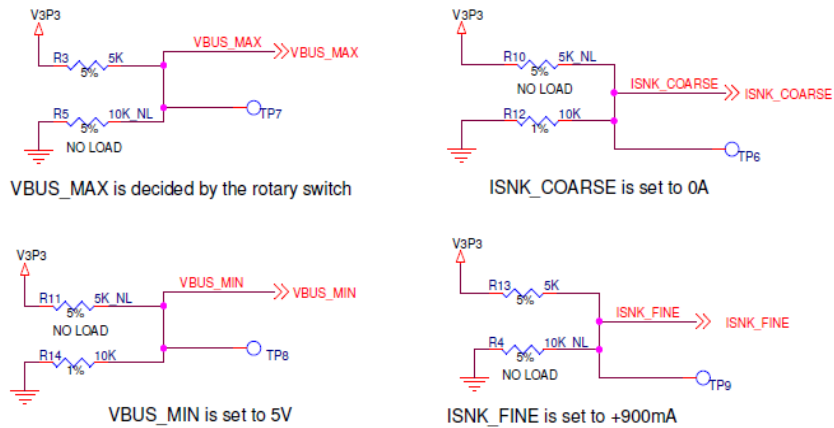 V3P3
R3 5K
5%
VBUS_MAX
VBUS_MAX
R5 10K_NL
5%
NO LOAD
TP7
VBUS_MAX is decided by the rotary switch
V3P3
R10 5K_NL
5%
NO LOAD
ISNK_COARSE
ISNK_COARSE
R12 10K
1%
TP6
ISNK_COARSE is set to 0A
V3P3
R11 5K_NL
5%
NO LOAD
VBUS_MIN
VBUS_MIN
R14 10K
1%
TP8
VBUS_MIN is set to 5V
V3P3
R13 5K
5%
ISNK_FINE
ISNK_FINE
R4 10K_NL
5%
NO LOAD
TP9
ISNK_FINE is set to +900mA